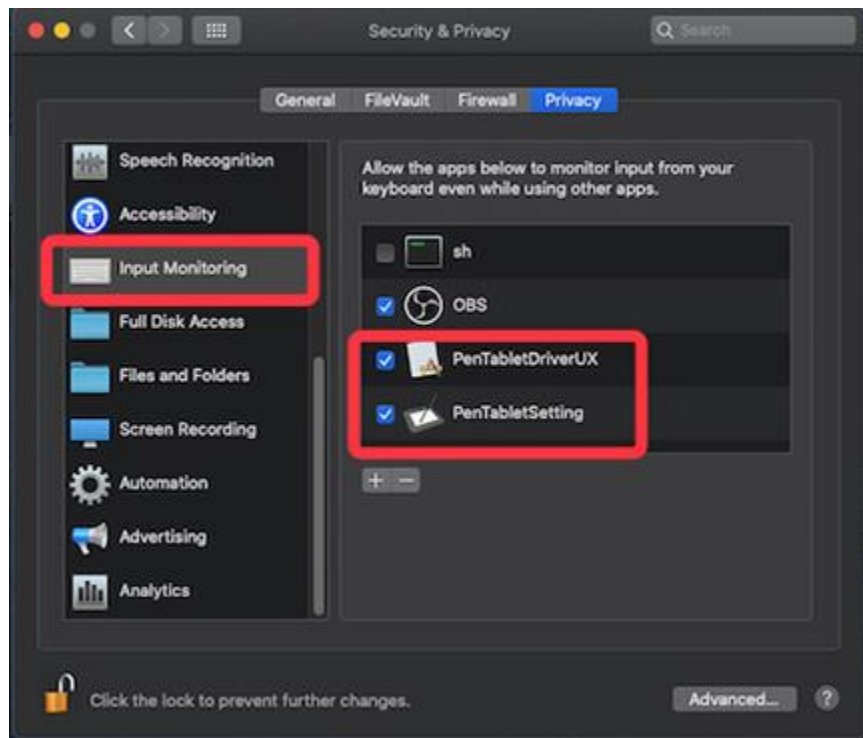 Security & Privacy
Search
General FileVault Firewall Privacy
Speech Recognition
Accessibility
Input Monitoring
Full Disk Access
Files and Folders
Screen Recording
Automation
Advertising
Analytics
Allow the apps below to monitor input from your
keyboard even while using other apps.
sh
OBS
PenTabletDriverUX
PenTabletSetting
+ −
Click the lock to prevent further changes.
Advanced...
?